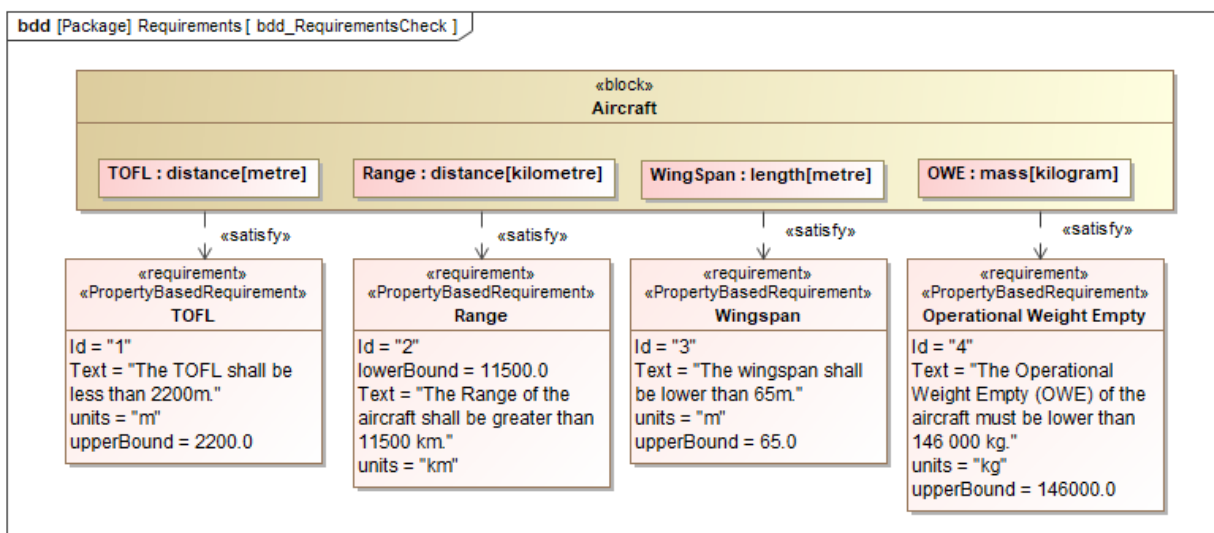 bdd [Package] Requirements [ bdd_RequirementsCheck ]
«block»
Aircraft
TOFL : distance[metre]
Range : distance[kilometre]
WingSpan : length[metre]
OWE : mass[kilogram]
«satisfy»
«satisfy»
«satisfy»
«satisfy»
«requirement»
«PropertyBasedRequirement»
TOFL
Id = "1"
Text = "The TOFL shall be
less than 2200m."
units = "m"
upperBound = 2200.0
«requirement»
«PropertyBasedRequirement»
Range
Id = "2"
lowerBound = 11500.0
Text = "The Range of the
aircraft shall be greater than
11500 km."
units = "km"
«requirement»
«PropertyBasedRequirement»
Wingspan
Id = "3"
Text = "The wingspan shall
be lower than 65m."
units = "m"
upperBound = 65.0
«requirement»
«PropertyBasedRequirement»
Operational Weight Empty
Id = "4"
Text = "The Operational
Weight Empty (OWE) of the
aircraft must be lower than
146 000 kg."
units = "kg"
upperBound = 146000.0